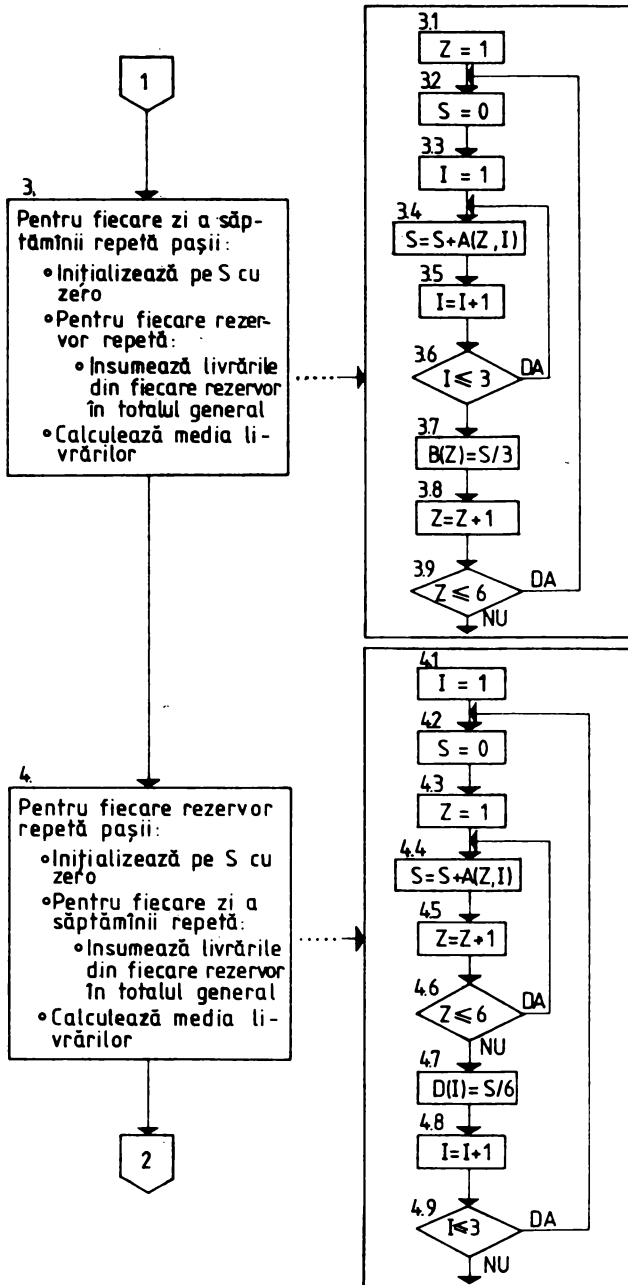 1
3.
Pentru fiecare zi a săp-
tămînii repetă pașii:
• Inițializează pe S cu
zéro
• Pentru fiecare rezer-
vor repetă:
• Insumează livrările
din fiecare rezervor
în totalul general
• Calculează media li-
vrărilor
3.1
Z = 1
3.2
S = 0
3.3
I = 1
3.4
S=S+A(Z,I)
3.5
I=I+1
3.6
I ≤ 3
DA
3.7
B(Z)=S/3
3.8
Z=Z+1
3.9
Z ≤ 6
DA
NU
4.
Pentru fiecare rezervor
repetă pașii:
• Inițializează pe S cu
zero
• Pentru fiecare zi a
săptămînii repetă:
• Insumează livrările
din fiecare rezervor
în totalul general
• Calculează media li-
vrărilor
2
4.1
I = 1
4.2
S = 0
4.3
Z = 1
4.4
S=S+A(Z,I)
4.5
Z=Z+1
4.6
Z ≤ 6
DA
NU
4.7
D(I)=S/6
4.8
I=I+1
4.9
I≤3
DA
NU